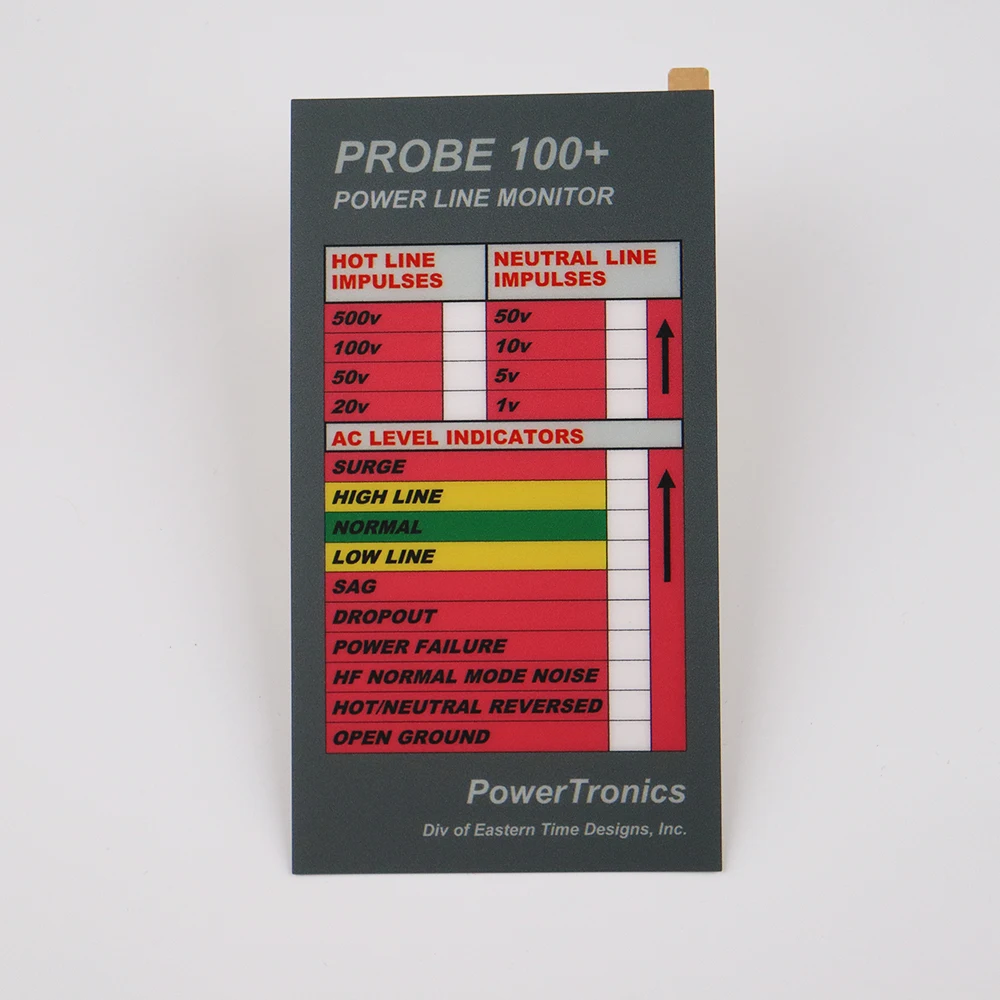 PROBE 100+
POWER LINE MONITOR
HOT LINE
IMPULSES
NEUTRAL LINE
IMPULSES
500v
50v
100v
10v
50v
5v
20v
1v
AC LEVEL INDICATORS
SURGE
HIGH LINE
NORMAL
LOW LINE
SAG
DROPOUT
POWER FAILURE
HF NORMAL MODE NOISE
HOT/NEUTRAL REVERSED
OPEN GROUND
PowerTronics
Div of Eastern Time Designs, Inc.